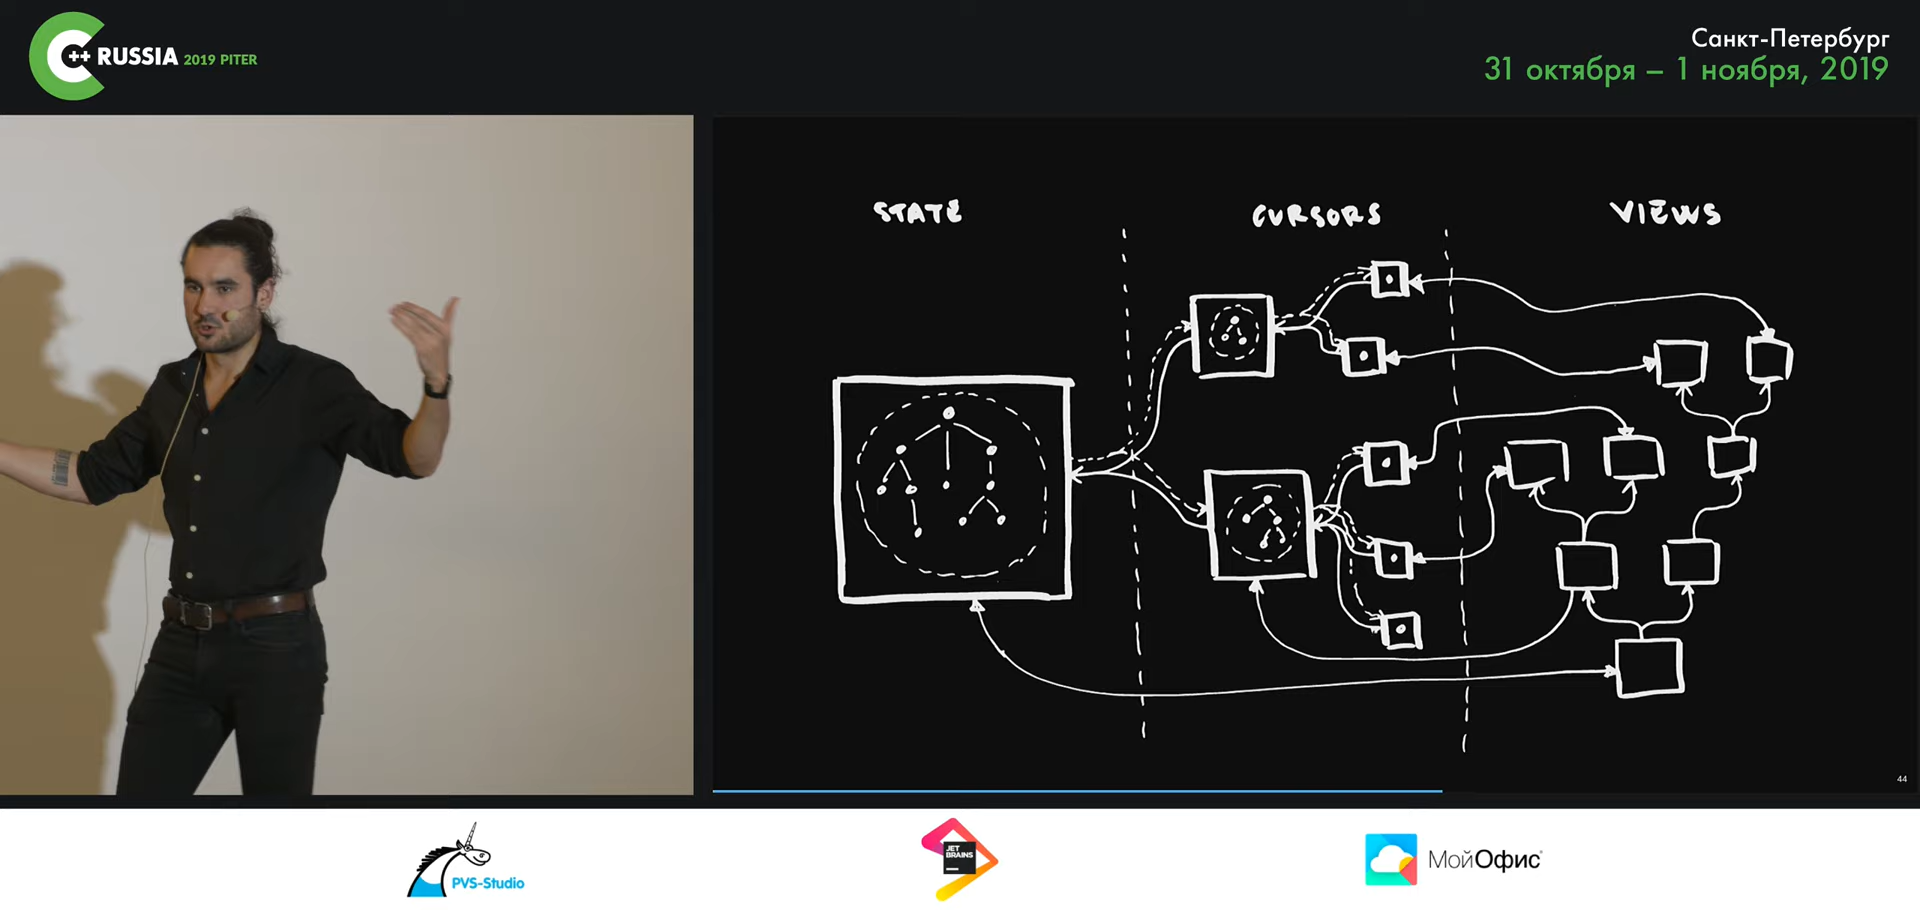 C++ RUSSIA 2019 PITER
Санкт-Петербург
31 октября – 1 ноября, 2019
STATE
CURSORS
VIEWS
44
PVS-Studio
JET
BRAINS
МойОфис